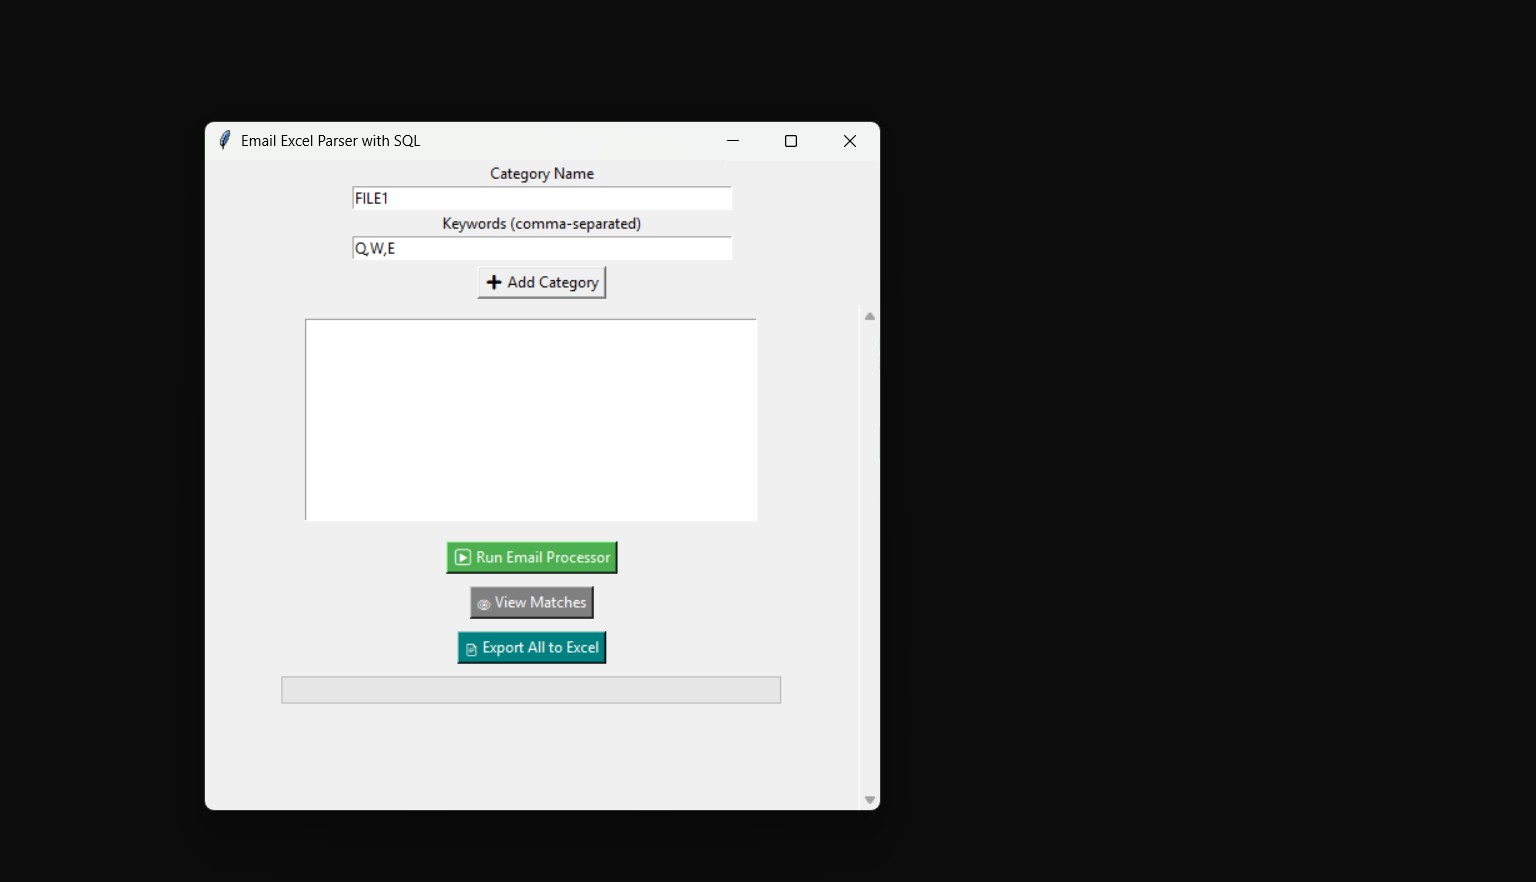 Email Excel Parser with SQL
Category Name
FILE1
Keywords (comma-separated)
Q,W,E
Add Category
Run Email Processor
View Matches
Export All to Excel